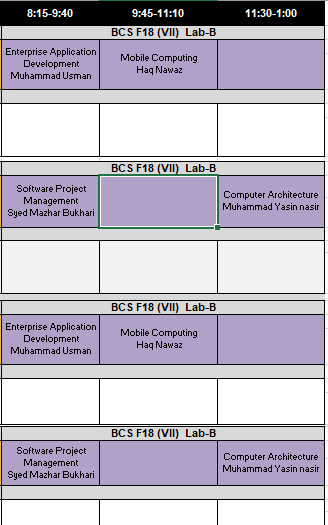 8:15-9:40 9:45-11:10 11:30-1:00
BCS F18 (VII) Lab-B
Enterprise Application
Development
Muhammad Usman
Mobile Computing
Haq Nawaz
BCS F18 (VII) Lab-B
Software Project
Management
Syed Mazhar Bukhari
Computer Architecture
Muhammad Yasin nasir
BCS F18 (VII) Lab-B
Enterprise Application
Development
Muhammad Usman
Mobile Computing
Haq Nawaz
BCS F18 (VII) Lab-B
Software Project
Management
Syed Mazhar Bukhari
Computer Architecture
Muhammad Yasin nasir